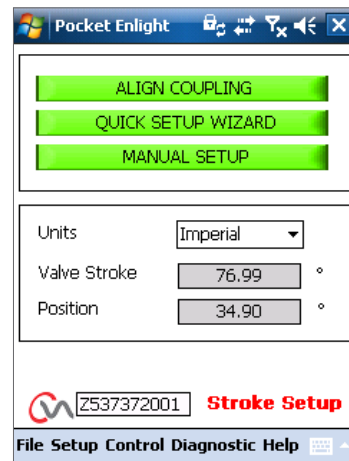 Pocket Enlight
ALIGN COUPLING
QUICK SETUP WIZARD
MANUAL SETUP
Units Imperial
Valve Stroke 76.99 °
Position 34.90 °
Z537372001 Stroke Setup
File Setup Control Diagnostic Help